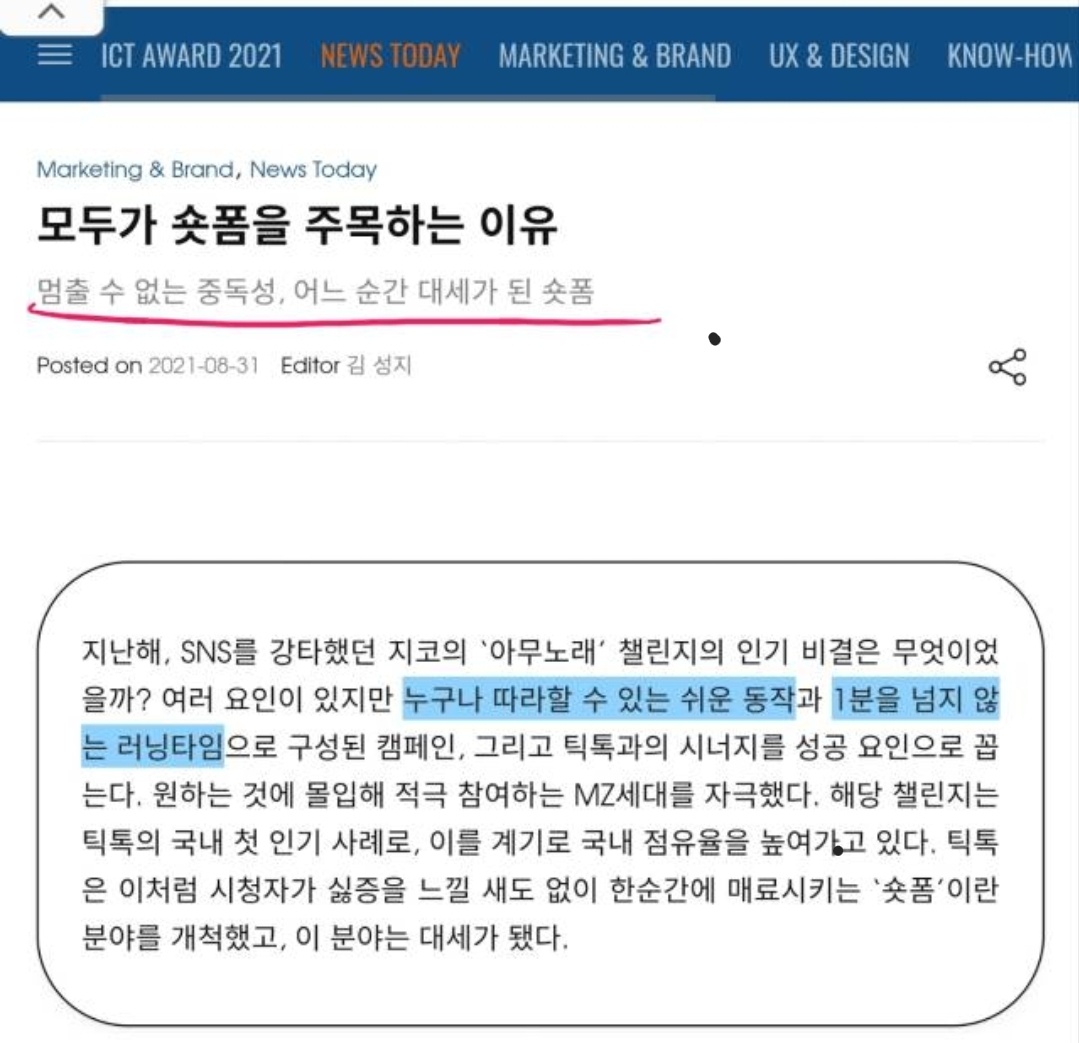 ICT AWARD 2021 NEWS TODAY MARKETING & BRAND UX & DESIGN KNOW-HOW
Marketing & Brand, News Today
모두가 숏폼을 주목하는 이유
멈출 수 없는 중독성, 어느 순간 대세가 된 숏폼
Posted on 2021-08-31 Editor 김 성지
지난해, SNS를 강타했던 지코의 ‘아무노래’ 챌린지의 인기 비결은 무엇이었
을까? 여러 요인이 있지만 누구나 따라할 수 있는 쉬운 동작과 1분을 넘지 않
는 러닝타임으로 구성된 캠페인, 그리고 틱톡과의 시너지를 성공 요인으로 꼽
는다. 원하는 것에 몰입해 적극 참여하는 MZ세대를 자극했다. 해당 챌린지는
틱톡의 국내 첫 인기 사례로, 이를 계기로 국내 점유율을 높여가고 있다. 틱톡
은 이처럼 시청자가 싫증을 느낄 새도 없이 한순간에 매료시키는 ‘숏폼’이란
분야를 개척했고, 이 분야는 대세가 됐다.